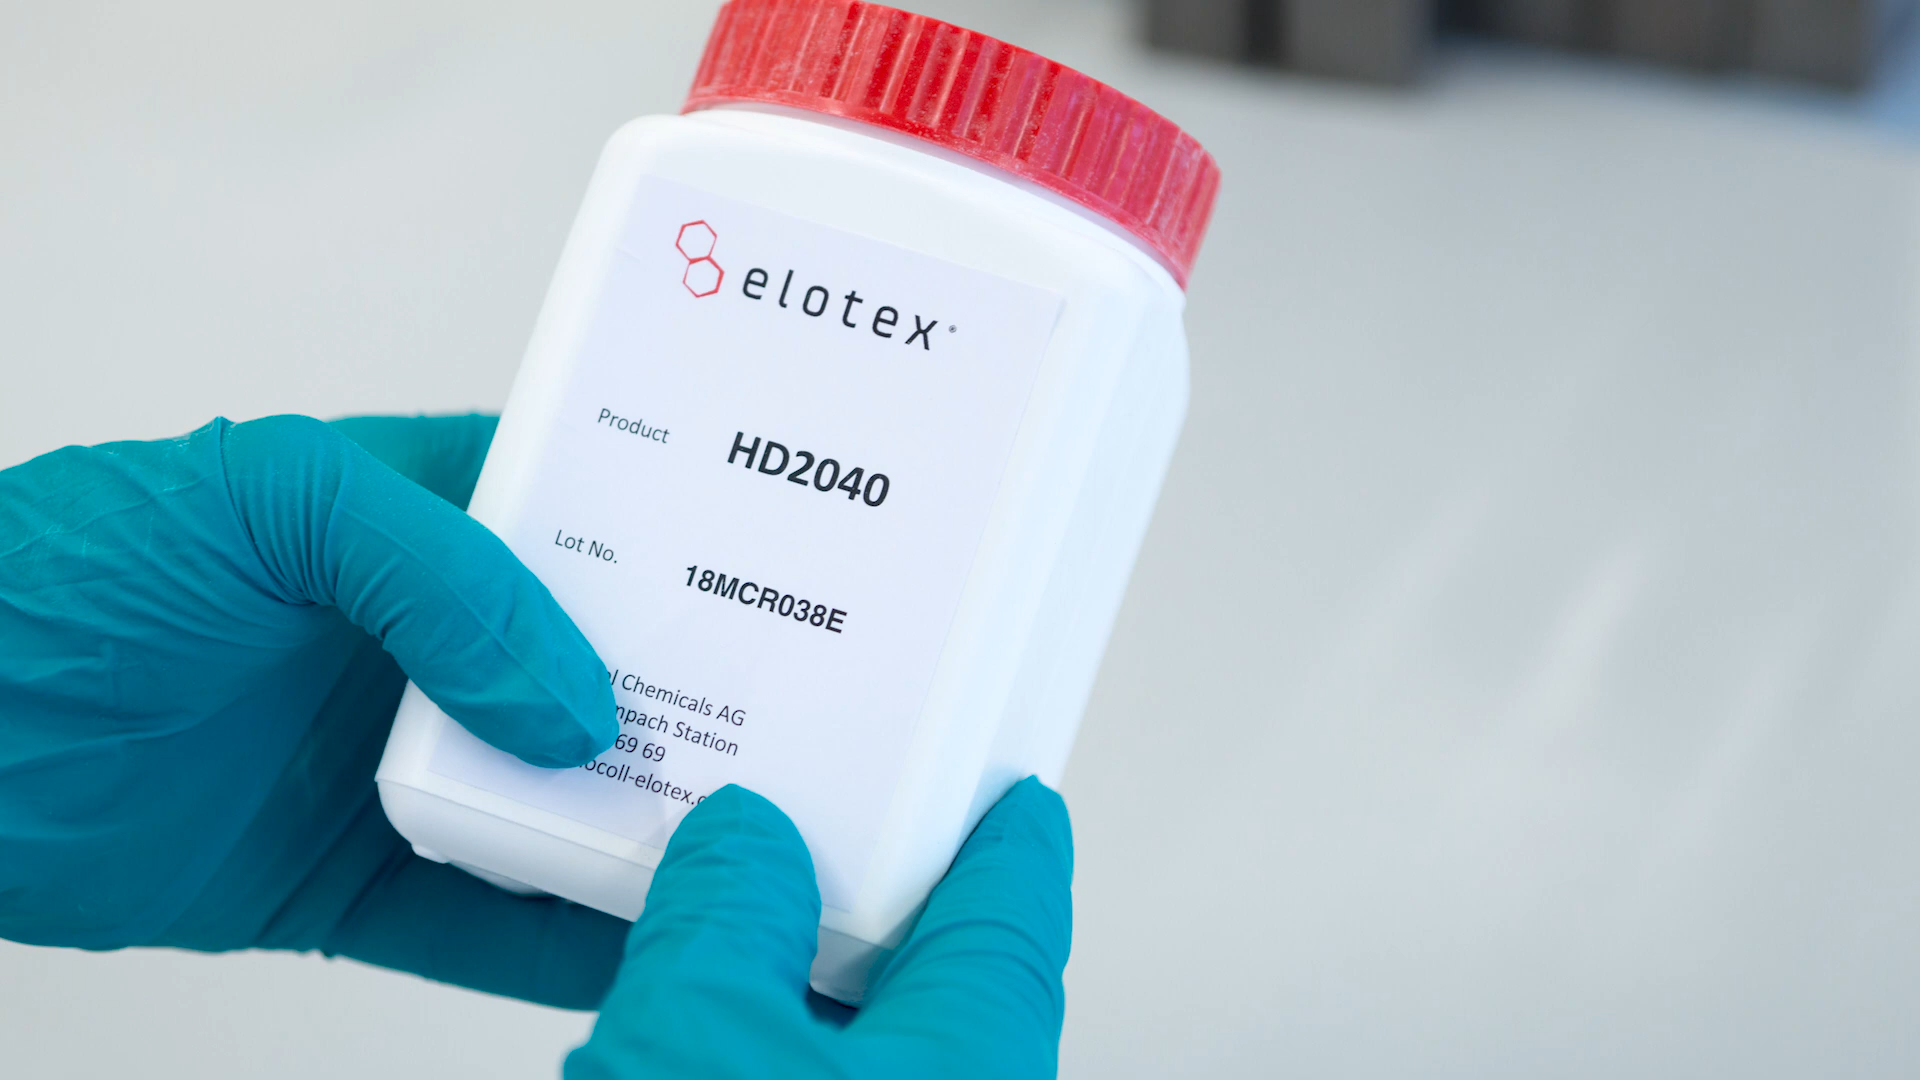 elotex®
Product HD2040
Lot No. 18MCR038E
Chemicals AG
Station
69 69